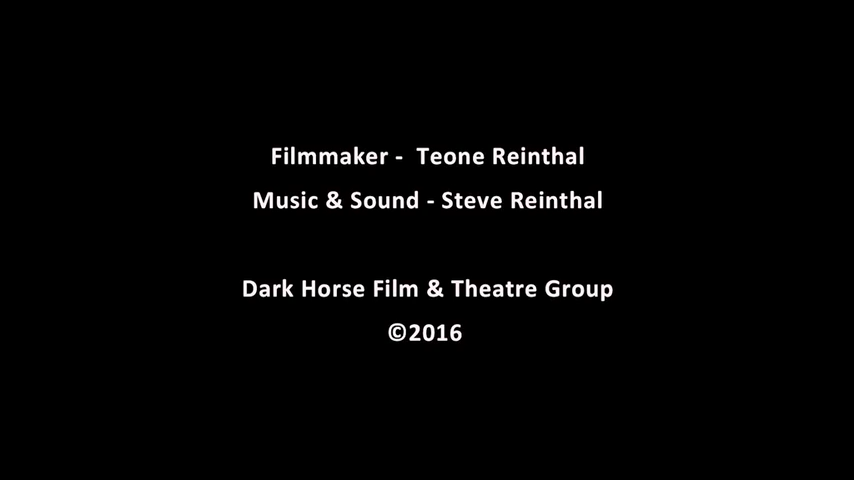 Filmmaker -  Teone Reinthal
Music & Sound - Steve Reinthal
Dark Horse Film & Theatre Group
©2016